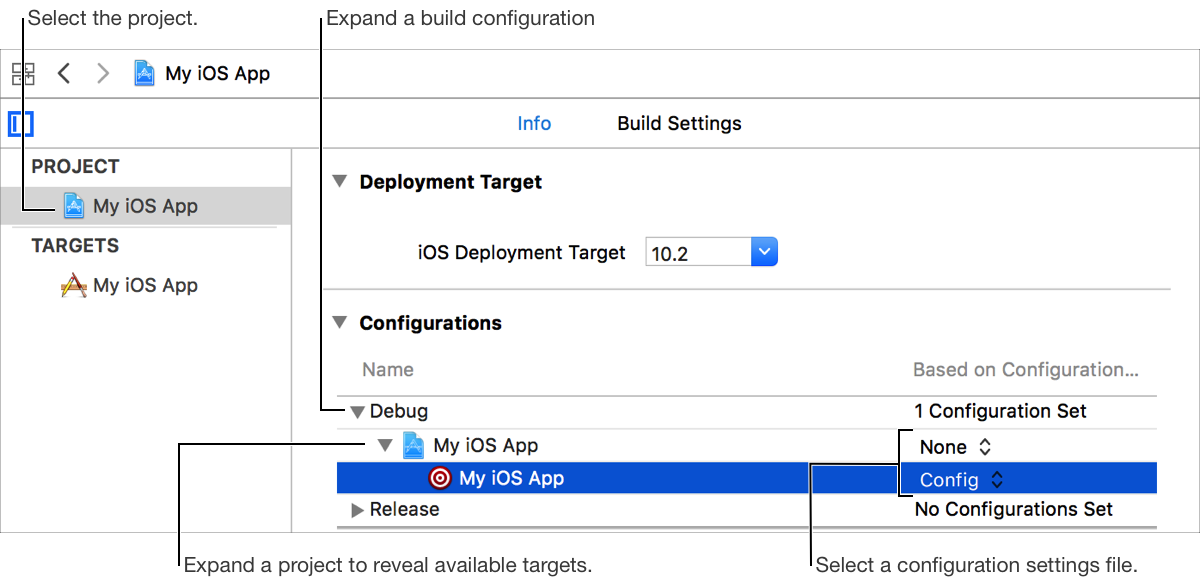 Select the project.
Expand a build configuration
My iOS App
Info
Build Settings
PROJECT
My iOS App
TARGETS
My iOS App
Deployment Target
iOS Deployment Target
10.2
Configurations
Name
Based on Configuration...
Debug
1 Configuration Set
My iOS App
None
My iOS App
Config
Release
No Configurations Set
Expand a project to reveal available targets.
Select a configuration settings file.